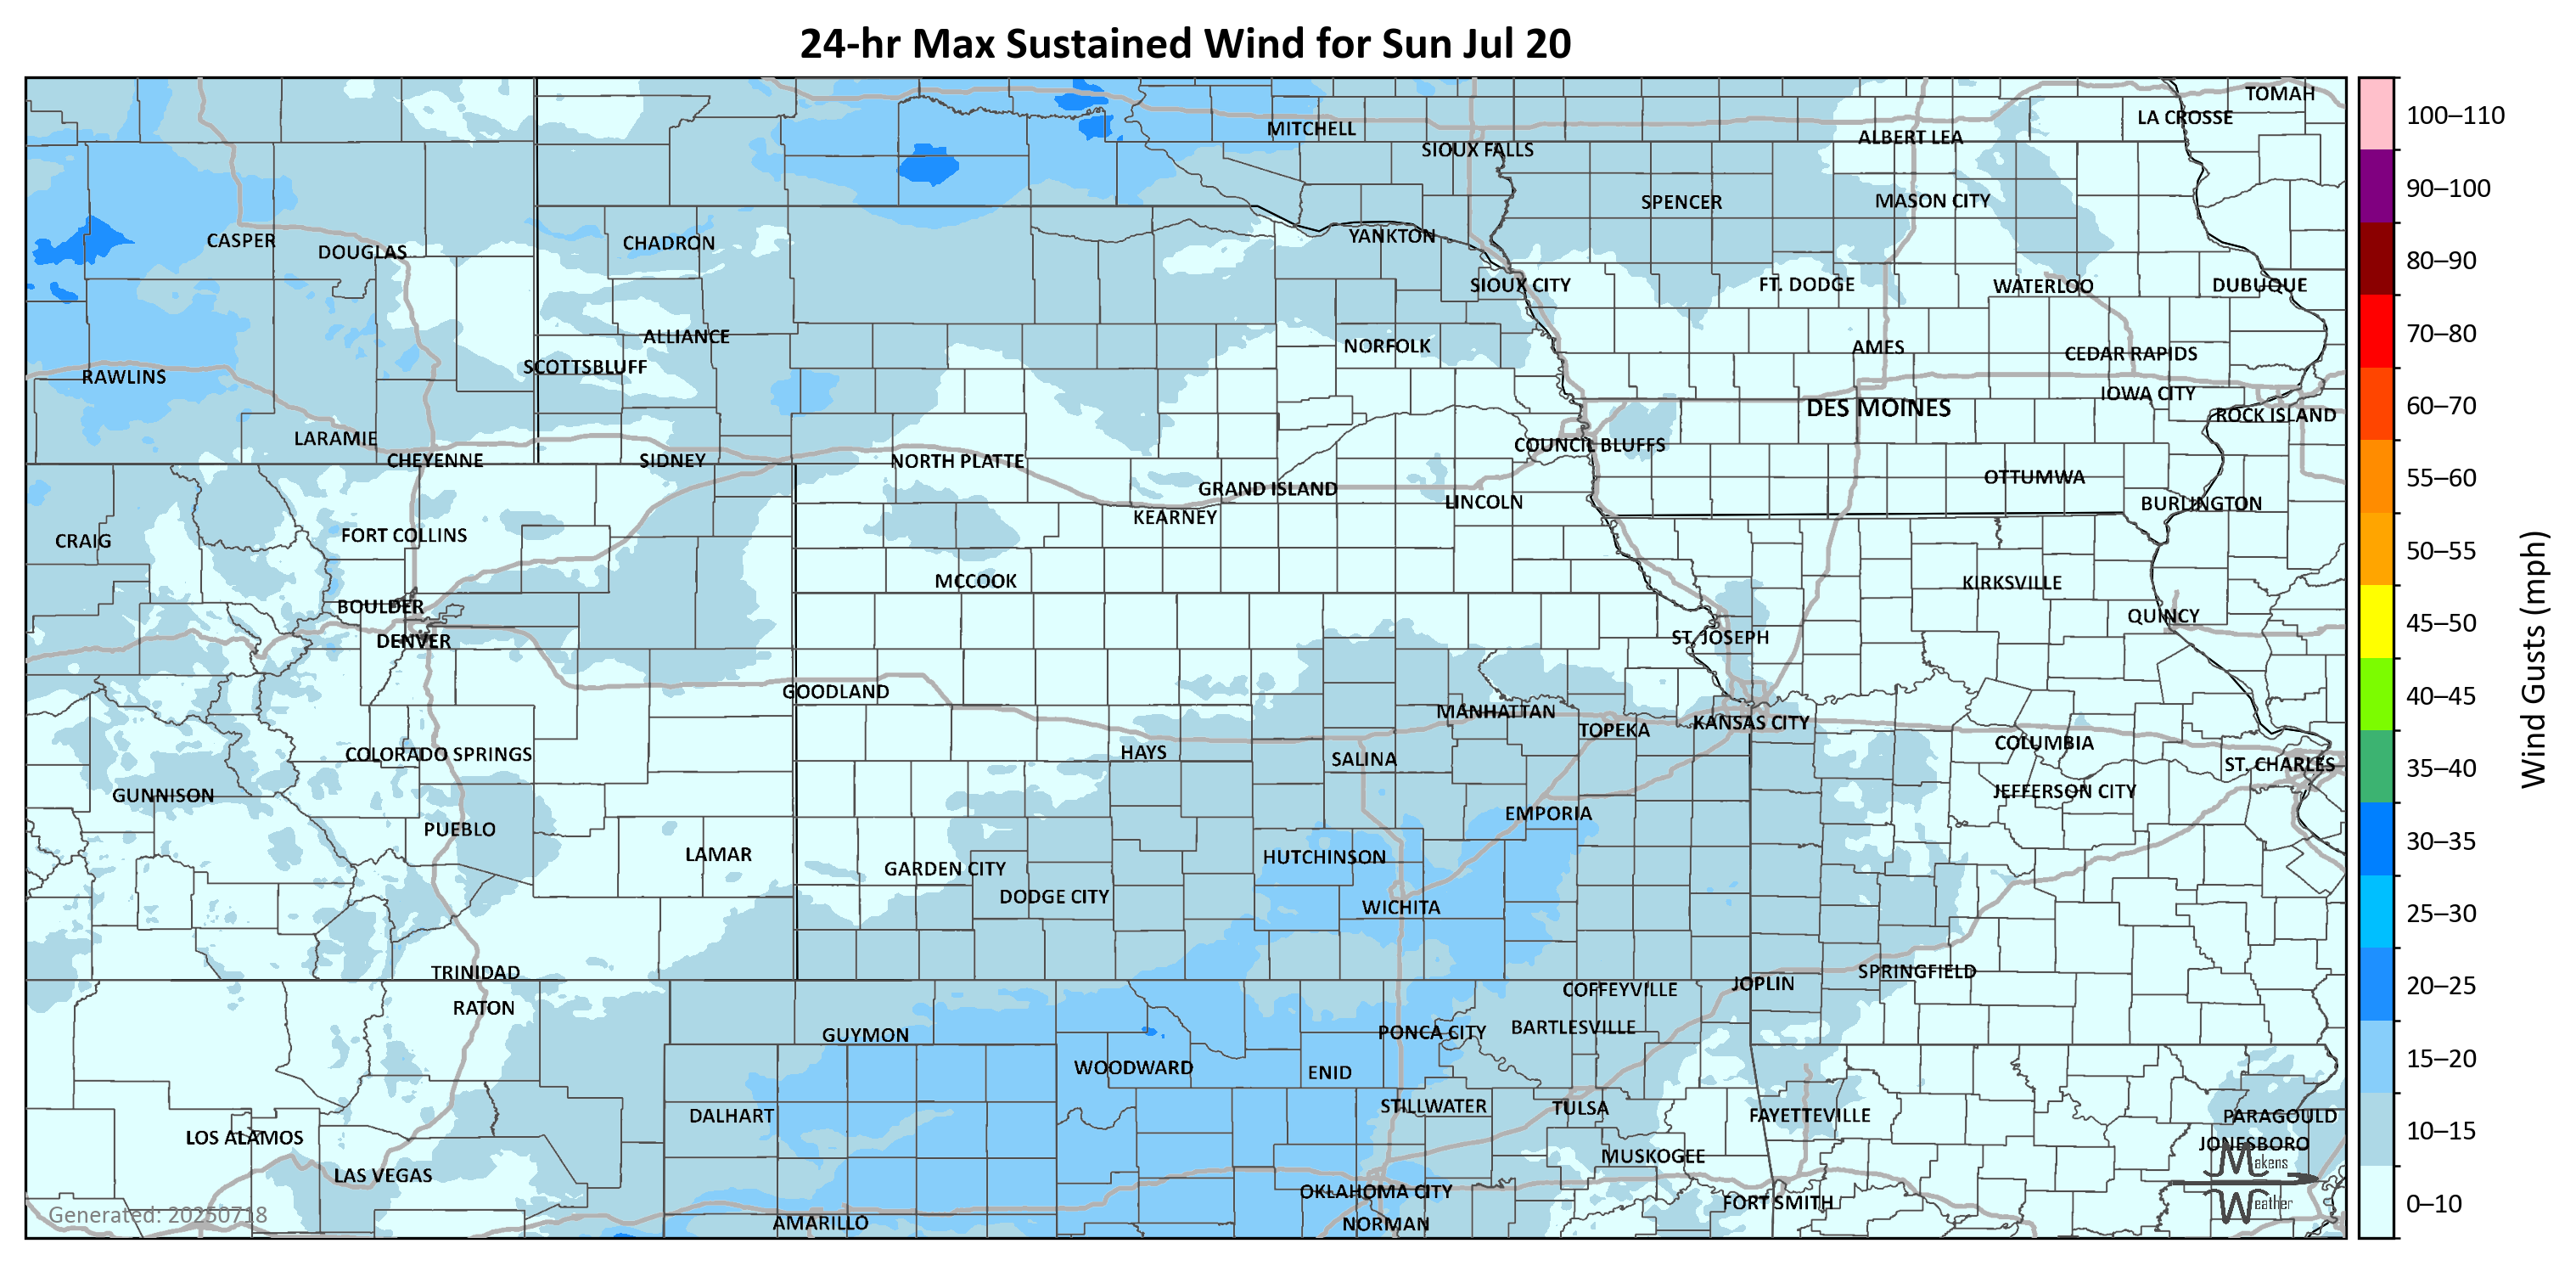 24-hr Max Sustained Wind for Sun Jul 20
TOMAH
LA CROSSE
MITCHELL
ALBERT LEA
SIOUX FALLS
SPENCER
MASON CITY
YANKTON
CASPER
CHADRON
DOUGLAS
SIOUX CITY
FT. DODGE
WATERLOO
DUBUQUE
ALLIANCE
NORFOLK
AMES
CEDAR RAPIDS
SCOTTSBLUFF
RAWLINS
IOWA CITY
DES MOINES
ROCK ISLAND
LARAMIE
COUNCIL BLUFFS
CHEYENNE
SIDNEY
NORTH PLATTE
OTTUMWA
GRAND ISLAND
LINCOLN
BURLINGTON
KEARNEY
FORT COLLINS
CRAIG
MCCOOK
KIRKSVILLE
BOULDER
QUINCY
DENVER
ST. JOSEPH
GOODLAND
MANHATTAN
KANSAS CITY
TOPEKA
COLUMBIA
COLORADO SPRINGS
HAYS
SALINA
ST. CHARLES
GUNNISON
JEFFERSON CITY
EMPORIA
PUEBLO
LAMAR
HUTCHINSON
GARDEN CITY
DODGE CITY
WICHITA
TRINIDAD
SPRINGFIELD
JOPLIN
COFFEYVILLE
RATON
BARTLESVILLE
GUYMON
PONCA CITY
WOODWARD
ENID
STILLWATER
TULSA
DALHART
FAYETTEVILLE
PARAGOULD
LOS ALAMOS
JONESBORO
MUSKOGEE
LAS VEGAS
OKLAHOMA CITY
FORT SMITH
AMARILLO
NORMAN
Generated: 20250718
Makens
Weather
100–110
90–100
80–90
70–80
60–70
55–60
50–55
45–50
40–45
35–40
30–35
25–30
20–25
15–20
10–15
0–10
Wind Gusts (mph)